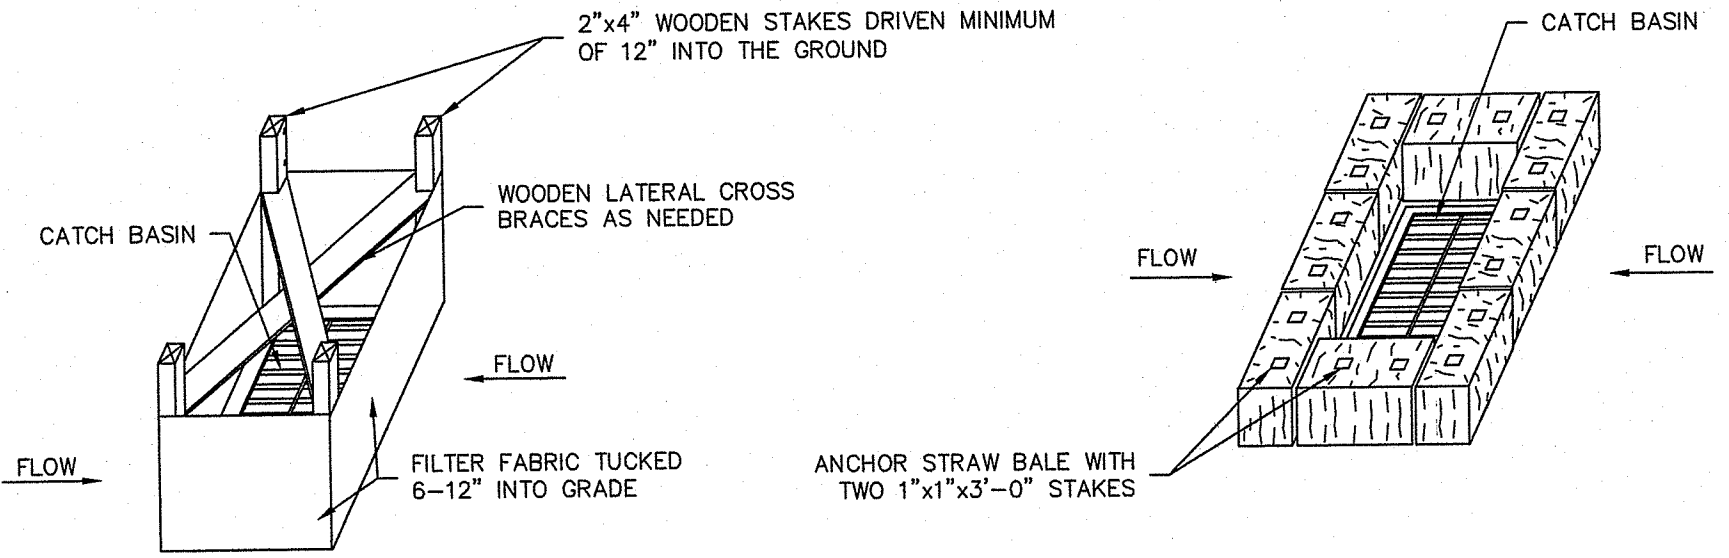 2”x4” WOODEN STAKES DRIVEN MINIMUM
OF 12” INTO THE GROUND
WOODEN LATERAL CROSS
BRACES AS NEEDED
CATCH BASIN
FLOW
FLOW
FILTER FABRIC TUCKED
6–12” INTO GRADE
CATCH BASIN
FLOW
FLOW
ANCHOR STRAW BALE WITH
TWO 1”x1”x3’–0” STAKES